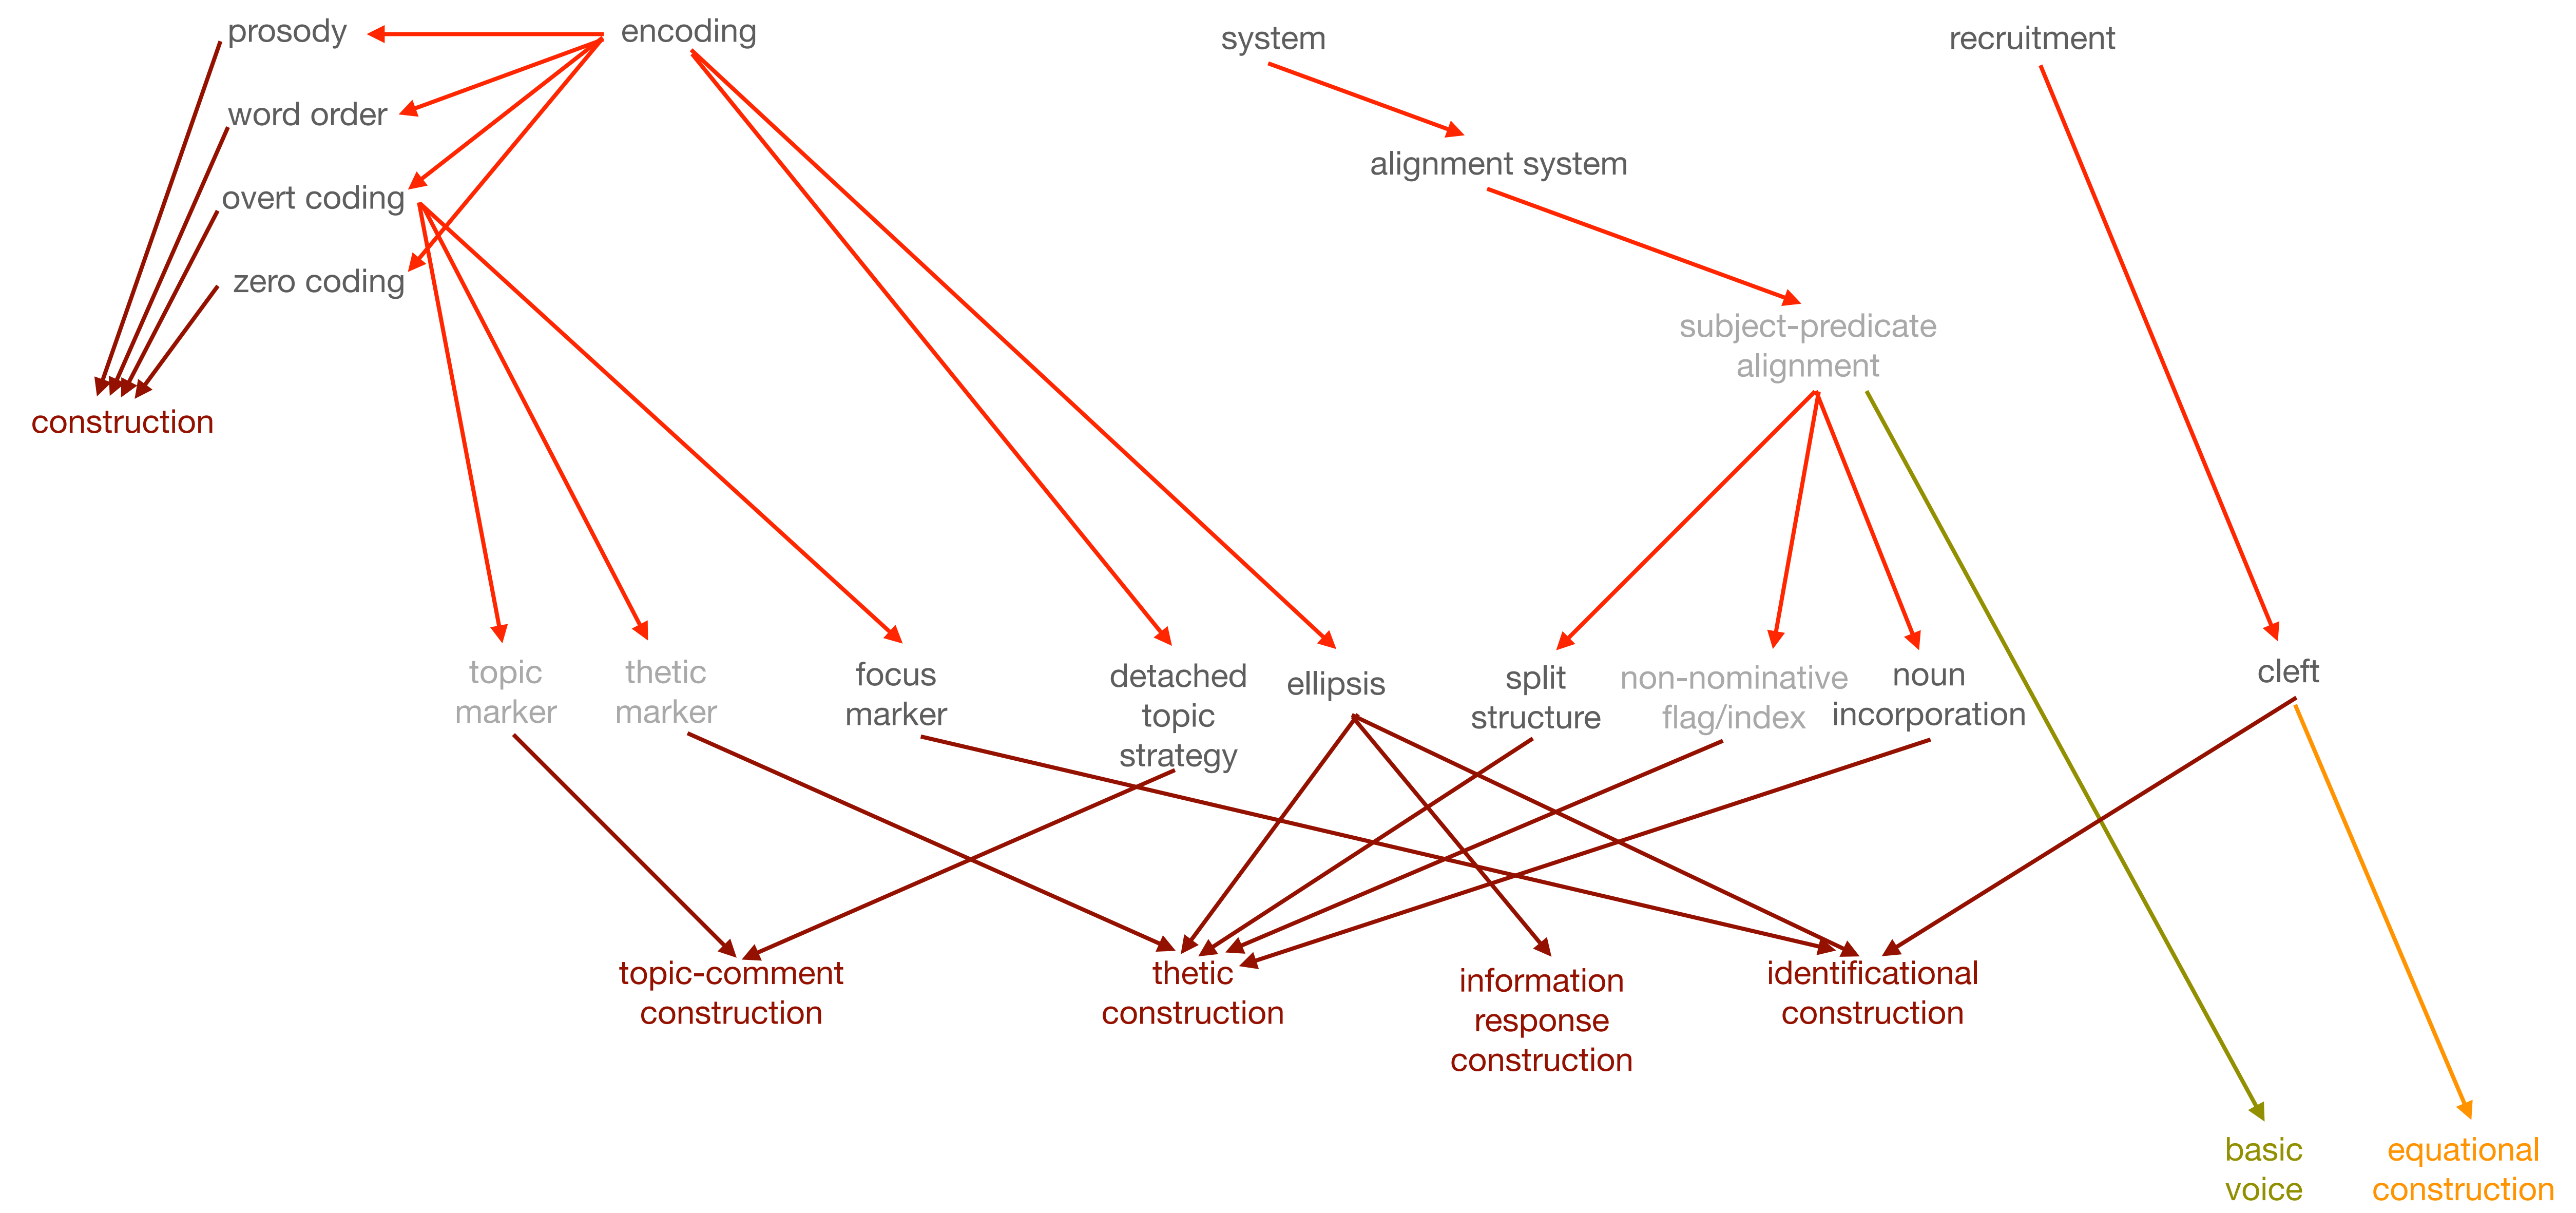 prosody
encoding
system
recruitment
word order
alignment system
overt coding
zero coding
subject-predicate
alignment
construction
topic
marker
thetic
marker
focus
marker
detached
topic
strategy
ellipsis
split
structure
non-nominative
flag/index
noun
incorporation
cleft
topic-comment
construction
thetic
construction
information
response
construction
identificational
construction
basic
voice
equational
construction